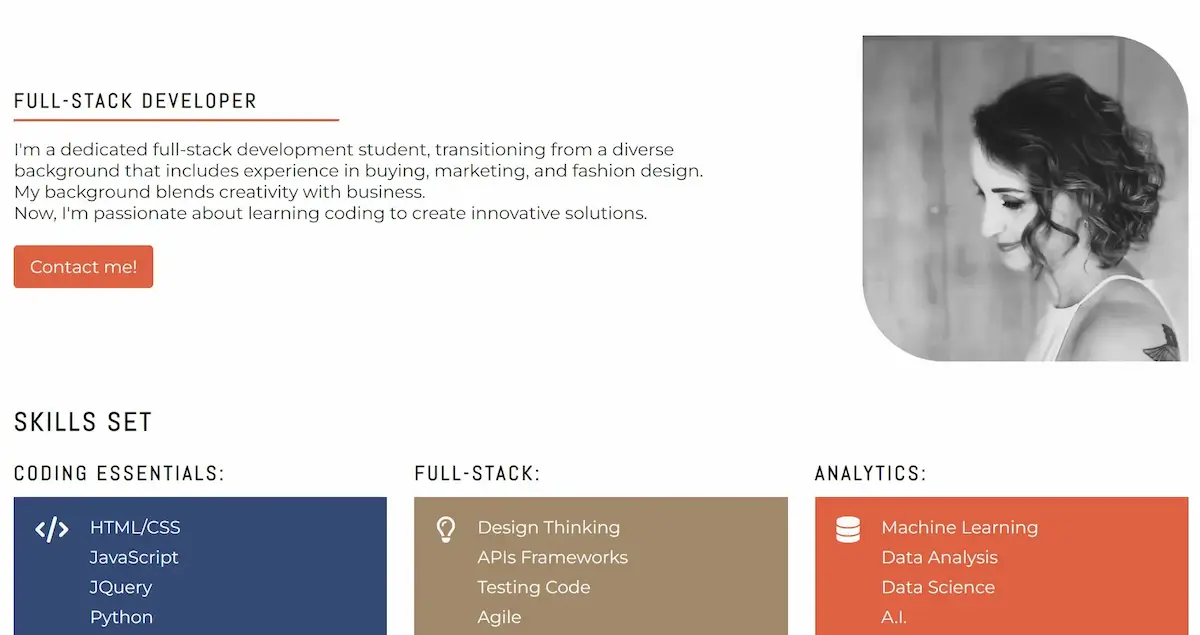 FULL-STACK DEVELOPER
I'm a dedicated full-stack development student, transitioning from a diverse
background that includes experience in buying, marketing, and fashion design.
My background blends creativity with business.
Now, I'm passionate about learning coding to create innovative solutions.
Contact me!
SKILLS SET
CODING ESSENTIALS:
</> HTML/CSS
JavaScript
JQuery
Python
FULL-STACK:
Design Thinking
APIs Frameworks
Testing Code
Agile
ANALYTICS:
Machine Learning
Data Analysis
Data Science
A.I.